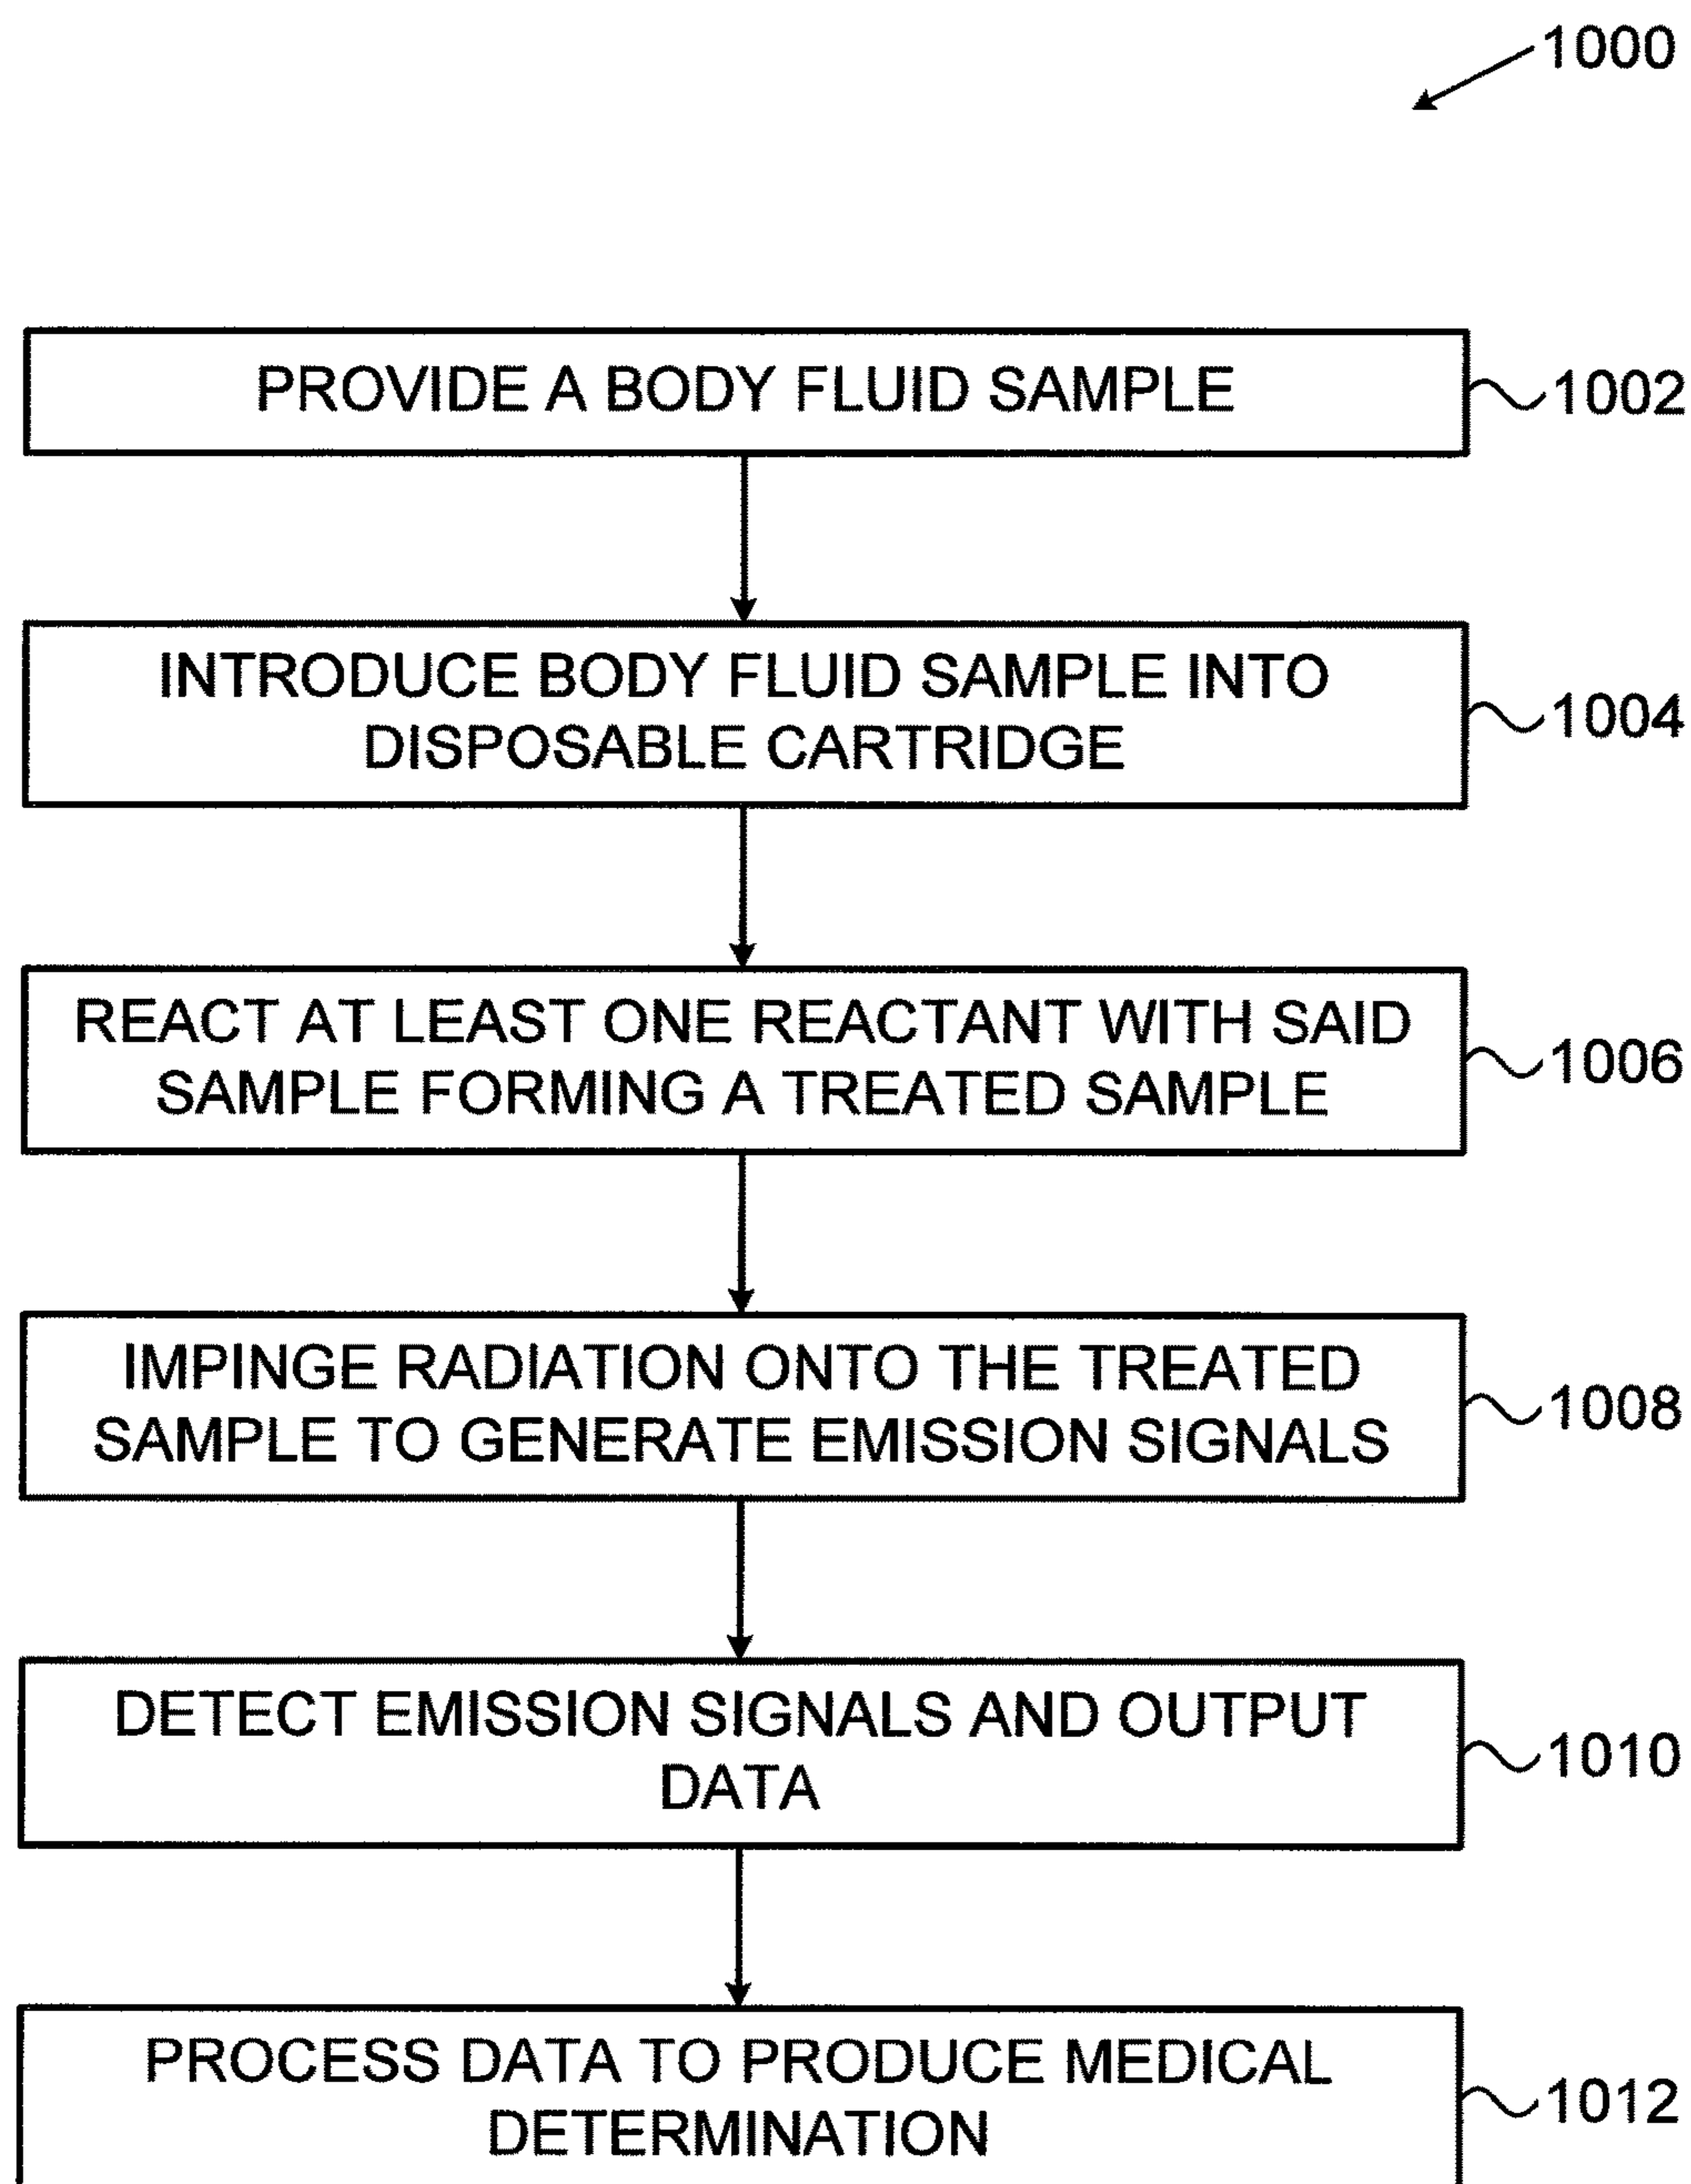 1000
PROVIDE A BODY FLUID SAMPLE
1002
INTRODUCE BODY FLUID SAMPLE INTO
DISPOSABLE CARTRIDGE
1004
REACT AT LEAST ONE REACTANT WITH SAID
SAMPLE FORMING A TREATED SAMPLE
1006
IMPINGE RADIATION ONTO THE TREATED
SAMPLE TO GENERATE EMISSION SIGNALS
1008
DETECT EMISSION SIGNALS AND OUTPUT
DATA
1010
PROCESS DATA TO PRODUCE MEDICAL
DETERMINATION
1012